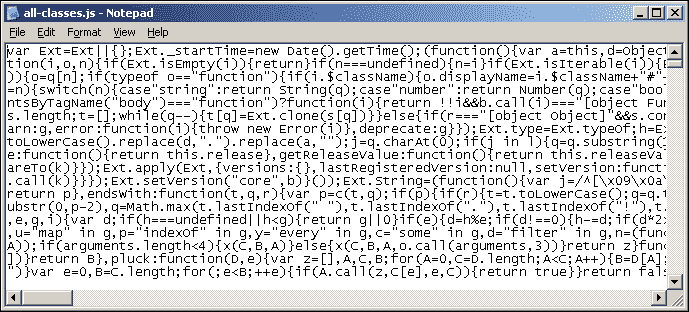 all-classes.js - Notepad
File Edit Format View Help
var Ext=Ext||{};Ext._startTime=new Date().getTime();(function(){var a=this,d=Object
tion(i,o,n){if(Ext.isEmpty(i)){return}if(n===undefined){n=i}if(Ext.isIterable(i)){E
)){o=q[n];if(typeof o=="function"){if(i.$className){o.displayName=i.$className+"#"
=n){switch(n){case"string":return String(q);case"number":return Number(q);case"boo
ntsByTagName("body")==="function"?function(i){return !!i&&b.call(i)==="[object Fun
s.length;t=[];while(q--){t[q]=Ext.clone(s[q])}}else{if(r==="[object Object]"&&s.con
arn:g,error:function(i){throw new Error(i)},deprecate:g}});Ext.type=Ext.typeOf;h=Ex
toLowerCase().replace(d,".").replace(a,"");j=q.charAt(0);if(j in l){q=q.substring(
e:function(){return this.release},getReleaseValue:function(){return this.releaseVa
areTo(k)}});Ext.apply(Ext,{versions:{},lastRegisteredVersion:null,setVersion:funct
.call(k)}}});Ext.setVersion("core",b)}());Ext.String=(function(){var j=/^[\x09\x0a\
return p},endsWith:function(t,q,r){var p=c(t,q);if(p){if(r){t=t.toLowerCase();q=q.t
substr(0,p-2),q=Math.max(t.lastIndexOf(" "),t.lastIndexOf("."),t.lastIndexOf("!"),t
,e,g,i){var d;if(h===undefined||h<g){return g||0}if(e){d=h%e;if(d!==0){h-=d;if(d*2>
,u="map" in g,p="indexOf" in g,y="every" in g,c="some" in g,d="filter" in g,n=(func
A));if(arguments.length<4){x(C,B,A)}else{x(C,B,A,o.call(arguments,3))}return z}func
])}return B},pluck:function(D,e){var z=[],A,C,B;for(A=0,C=D.length;A<C;A++){B=D[A];
")}var e=0,B=C.length;for(;e<B;++e){if(A.call(z,C[e],e,C)){return true}}return fals